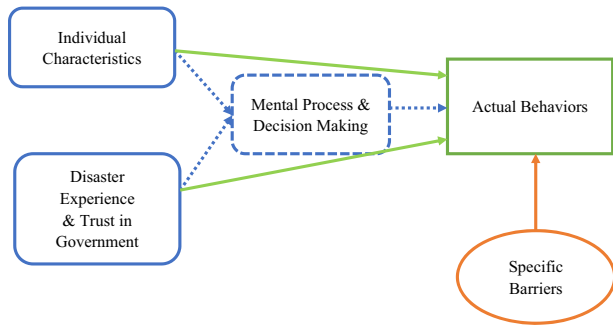 Individual
Characteristics
Mental Process &
Decision Making
Actual Behaviors
Disaster
Experience
& Trust in
Government
Specific
Barriers